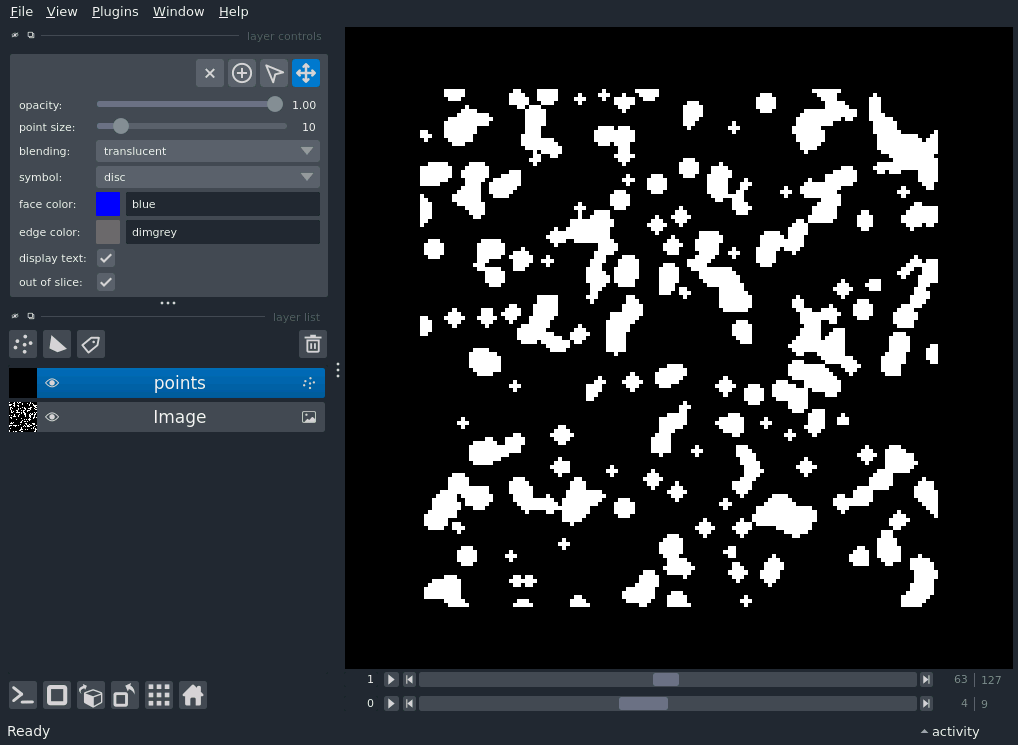 File View Plugins Window Help
layer controls
opacity: 1.00
point size: 10
blending: translucent
symbol: disc
face color: blue
edge color: dimgrey
display text:
out of slice:
layer list
points
Image
1 63 127
0 4 9
Ready activity